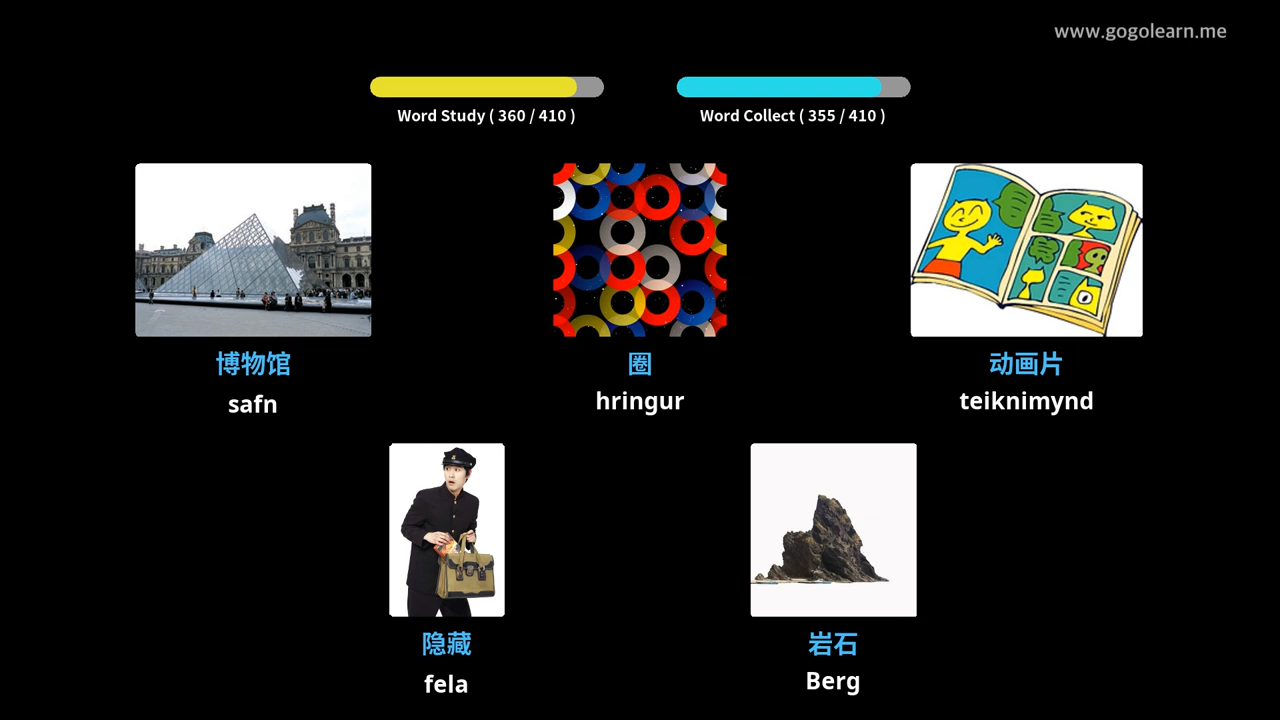 www.gogolearn.me
Word Study ( 360 / 410 )
Word Collect ( 355 / 410 )
博物馆
safn
圈
hringur
动画片
teiknimynd
隐藏
fela
岩石
Berg